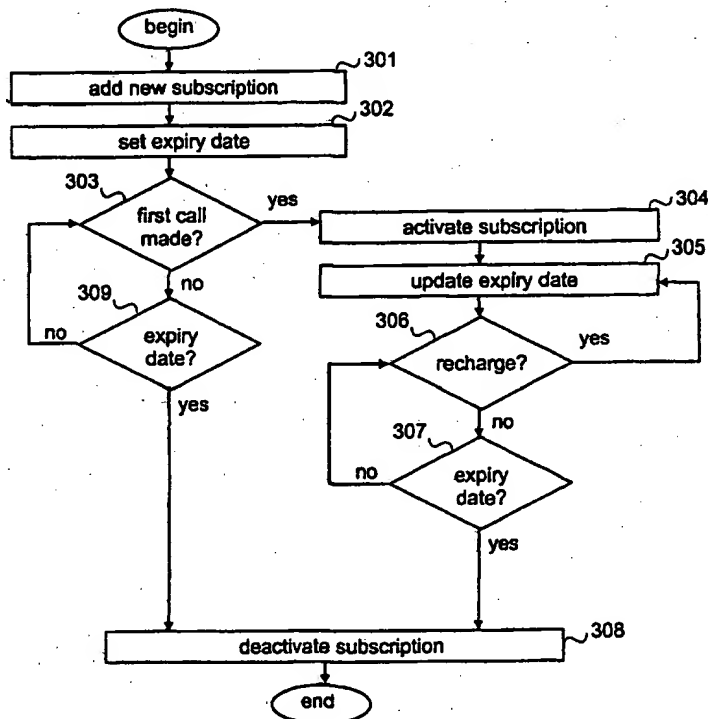 begin
301
add new subscription
302
set expiry date
303
first call
made?
yes
304
activate subscription
305
update expiry date
no
309
expiry
date?
no
yes
306
recharge?
yes
no
307
expiry
date?
no
yes
deactivate subscription
308
end